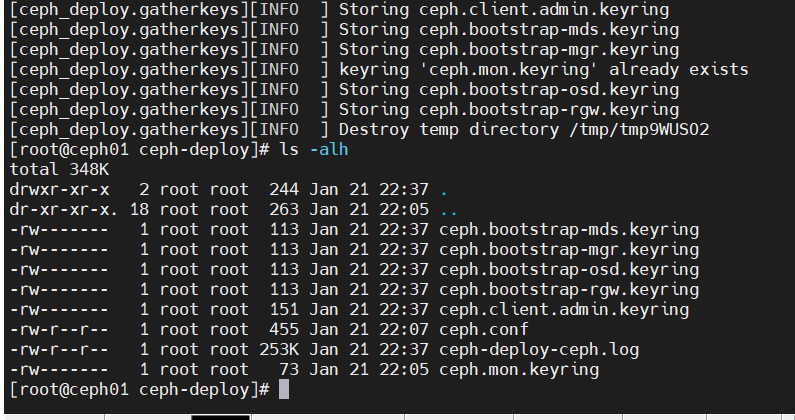 [ceph_deploy.gatherkeys][INFO  ] Storing ceph.client.admin.keyring
[ceph_deploy.gatherkeys][INFO  ] Storing ceph.bootstrap-mds.keyring
[ceph_deploy.gatherkeys][INFO  ] Storing ceph.bootstrap-mgr.keyring
[ceph_deploy.gatherkeys][INFO  ] keyring 'ceph.mon.keyring' already exists
[ceph_deploy.gatherkeys][INFO  ] Storing ceph.bootstrap-osd.keyring
[ceph_deploy.gatherkeys][INFO  ] Storing ceph.bootstrap-rgw.keyring
[ceph_deploy.gatherkeys][INFO  ] Destroy temp directory /tmp/tmp9WUSO2
[root@ceph01 ceph-deploy]# ls -alh
total 348K
drwxr-xr-x   2 root root  244 Jan 21 22:37 .
dr-xr-xr-x. 18 root root  263 Jan 21 22:05 ..
-rw-------   1 root root  113 Jan 21 22:37 ceph.bootstrap-mds.keyring
-rw-------   1 root root  113 Jan 21 22:37 ceph.bootstrap-mgr.keyring
-rw-------   1 root root  113 Jan 21 22:37 ceph.bootstrap-osd.keyring
-rw-------   1 root root  113 Jan 21 22:37 ceph.bootstrap-rgw.keyring
-rw-------   1 root root  151 Jan 21 22:37 ceph.client.admin.keyring
-rw-r--r--   1 root root  455 Jan 21 22:07 ceph.conf
-rw-r--r--   1 root root 253K Jan 21 22:37 ceph-deploy-ceph.log
-rw-------   1 root root   73 Jan 21 22:05 ceph.mon.keyring
[root@ceph01 ceph-deploy]#